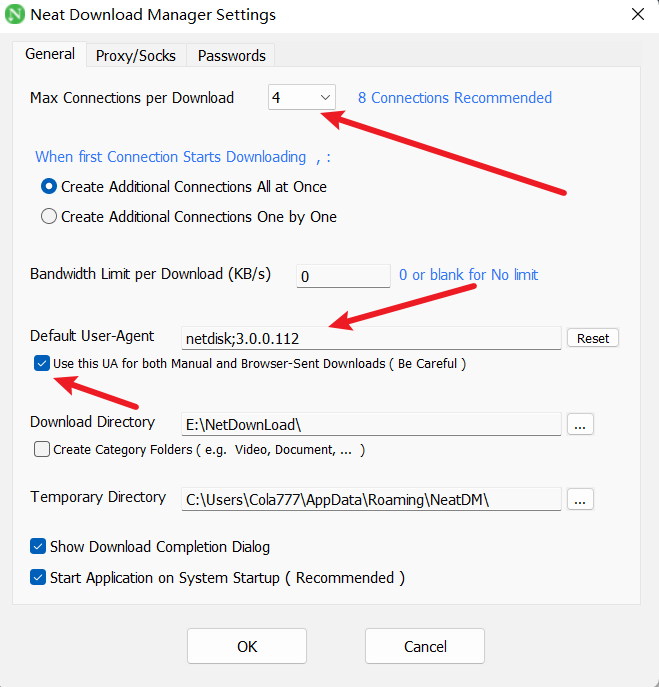 Neat Download Manager Settings
General Proxy/Socks Passwords
Max Connections per Download 4 8 Connections Recommended
When first Connection Starts Downloading , :
Create Additional Connections All at Once
Create Additional Connections One by One
Bandwidth Limit per Download (KB/s) 0 0 or blank for No limit
Default User-Agent netdisk;3.0.0.112 Reset
Use this UA for both Manual and Browser-Sent Downloads ( Be Careful )
Download Directory E:\NetDownLoad\ ...
Create Category Folders ( e.g. Video, Document, ... )
Temporary Directory C:\Users\Cola777\AppData\Roaming\NeatDM\ ...
Show Download Completion Dialog
Start Application on System Startup ( Recommended )
OK Cancel